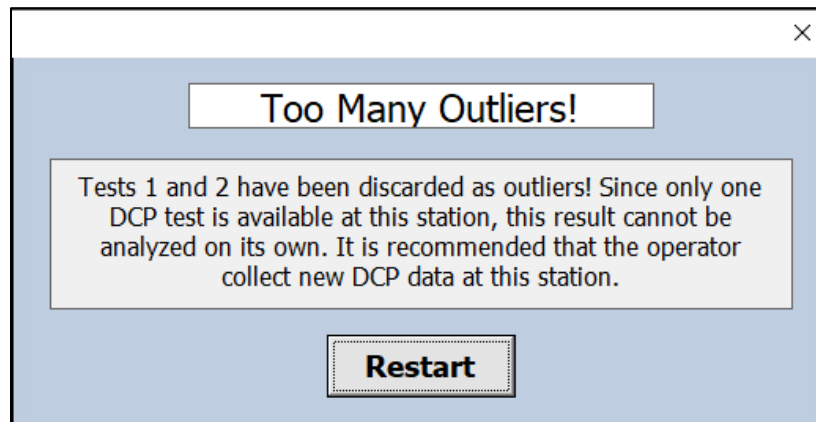 Too Many Outliers!
Tests 1 and 2 have been discarded as outliers! Since only one
DCP test is available at this station, this result cannot be
analyzed on its own. It is recommended that the operator
collect new DCP data at this station.
Restart